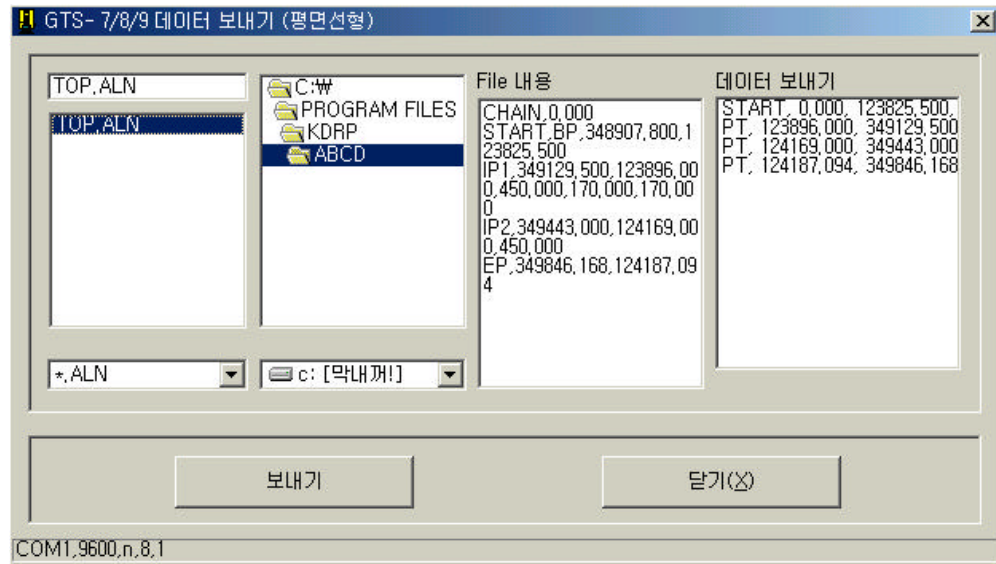 GTS- 7/8/9 데이터 보내기 (평면선형)
TOP.ALN
TOP.ALN
*.ALN
C:₩
PROGRAM FILES
KDRP
ABCD
c: [막내꺼!]
File 내용
CHAIN,0.000
START,BP,348907.800,1
23825.500
IP1,349129.500,123896.00
0,450.000,170.000,170.00
0
IP2,349443.000,124169.00
0,450.000
EP,349846.168,124187.09
4
데이터 보내기
START, 0.000, 123825.500,
PT, 123896.000, 349129.500
PT, 124169.000, 349443.000
PT, 124187.094, 349846.168
보내기
닫기(X)
COM1,9600,n,8,1